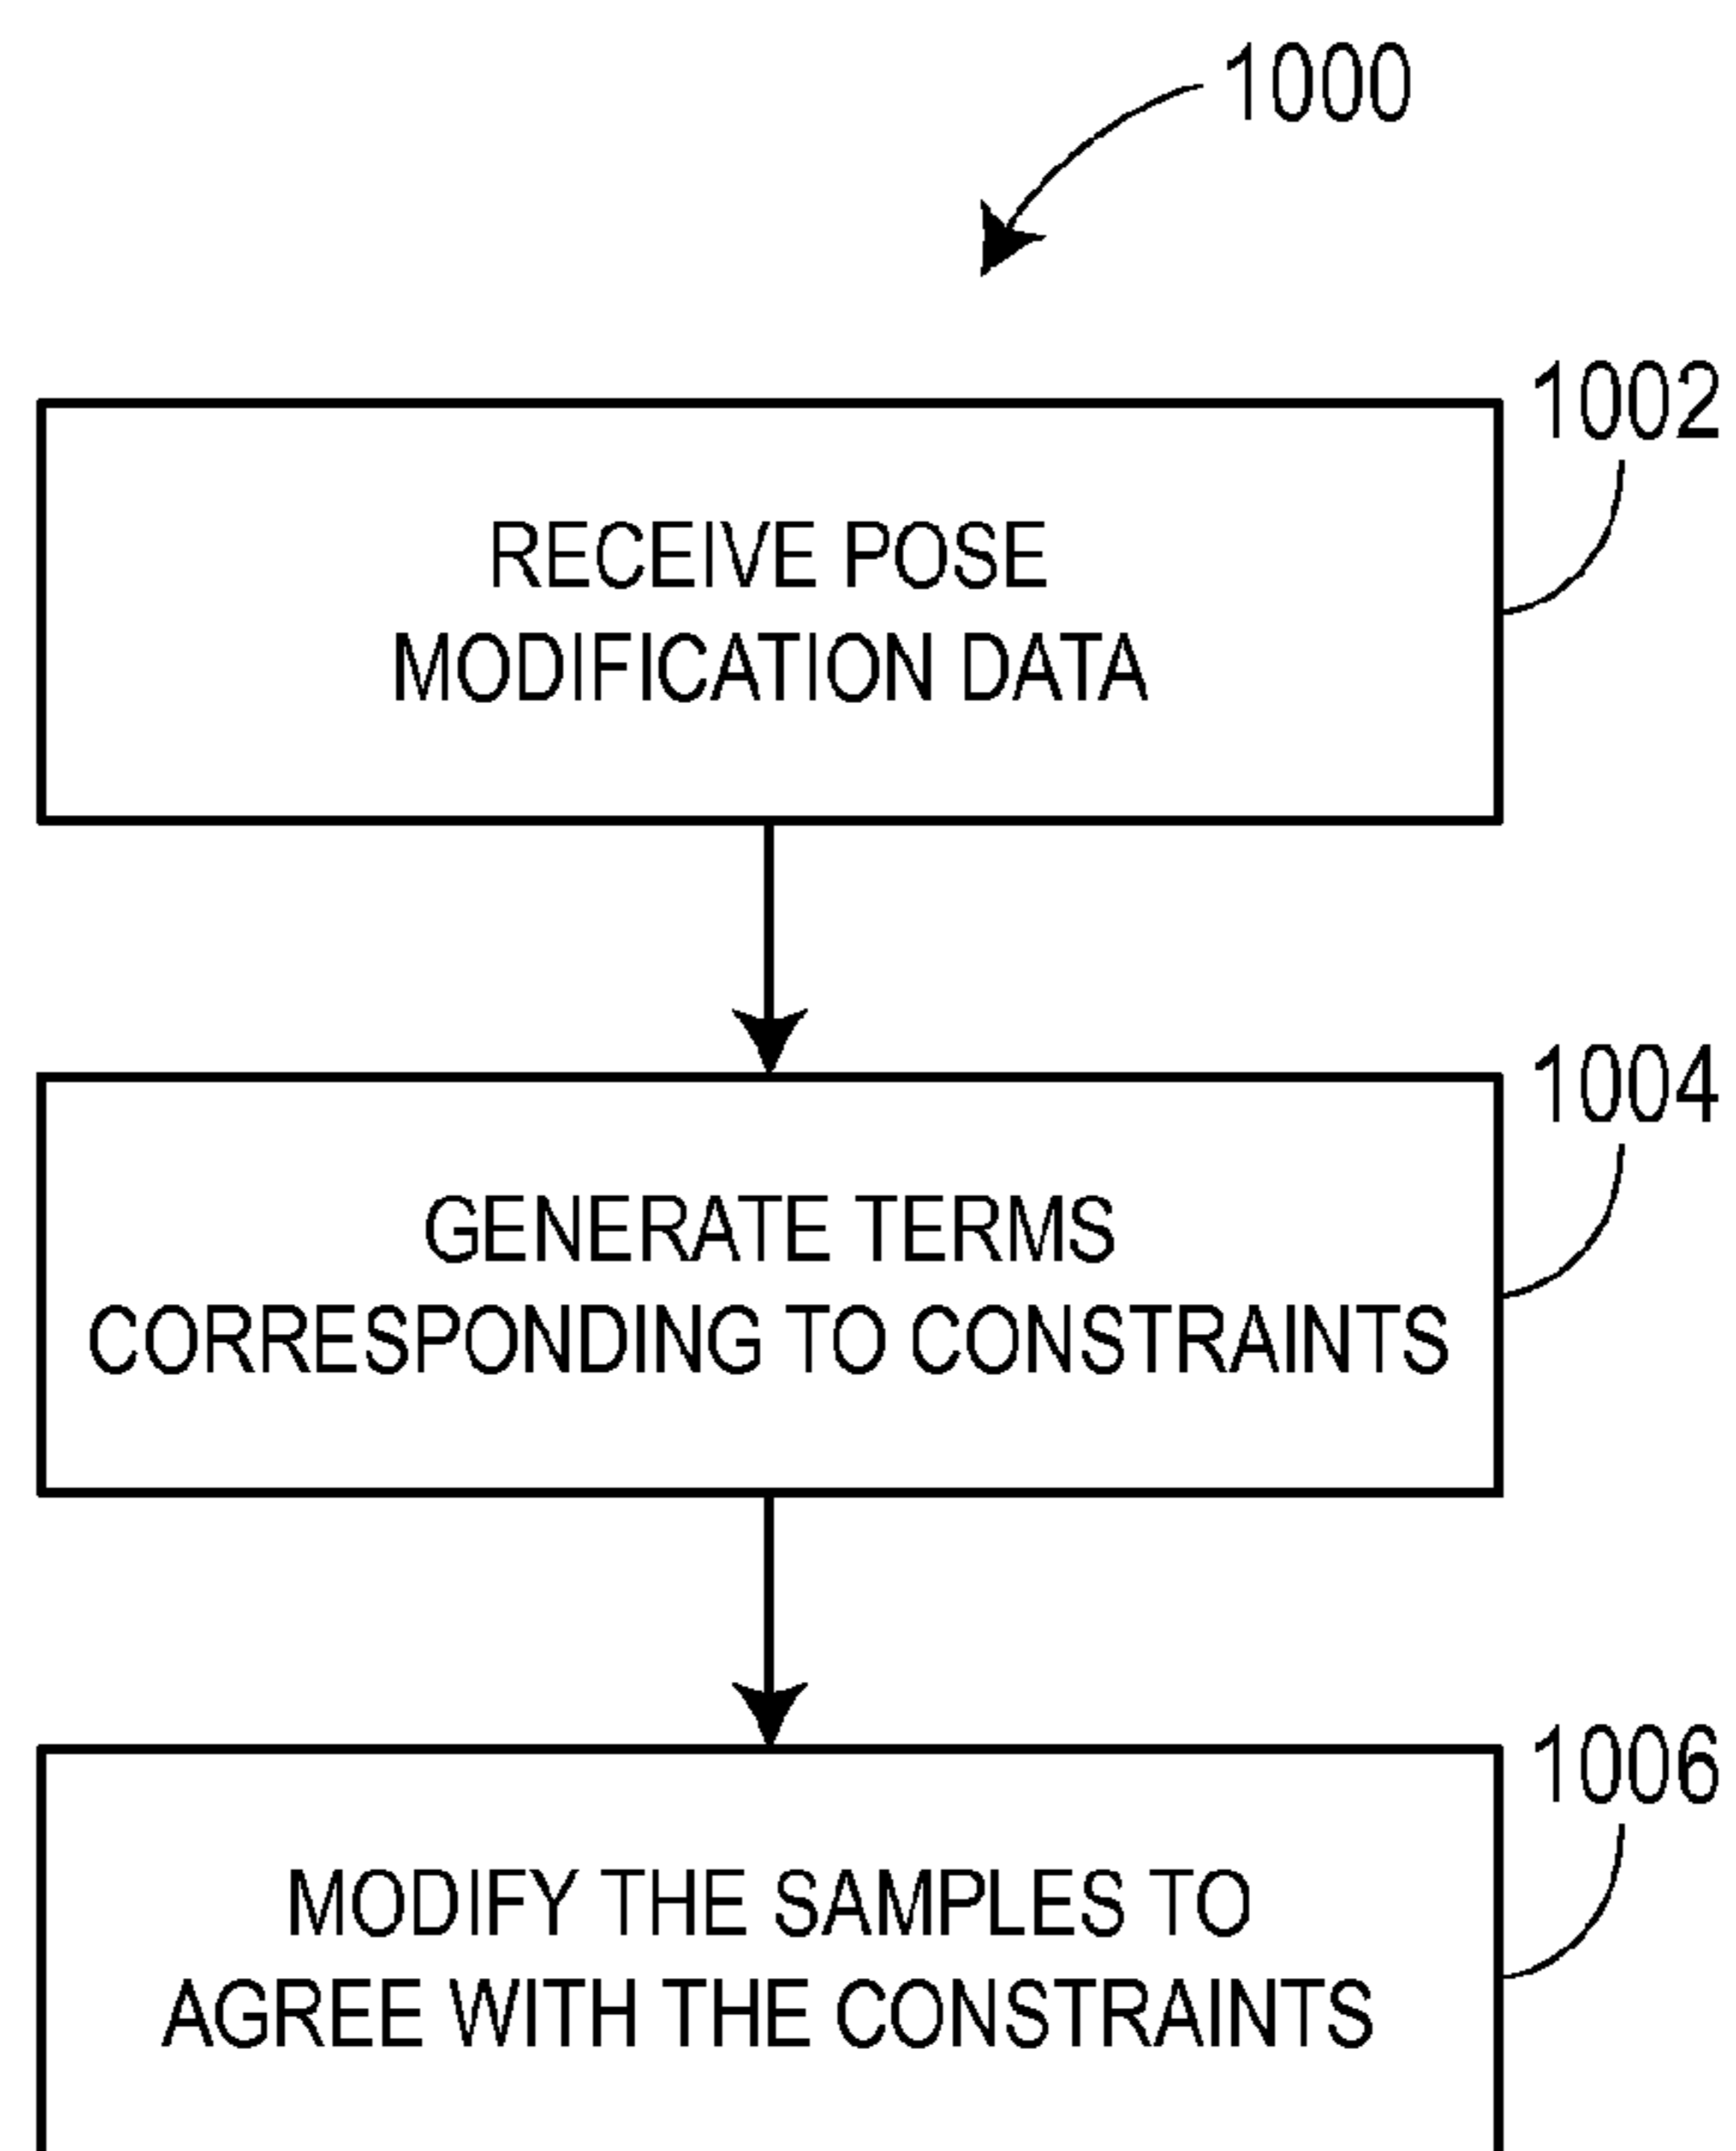 1000
1002
RECEIVE POSE
MODIFICATION DATA
1004
GENERATE TERMS
CORRESPONDING TO CONSTRAINTS
1006
MODIFY THE SAMPLES TO
AGREE WITH THE CONSTRAINTS